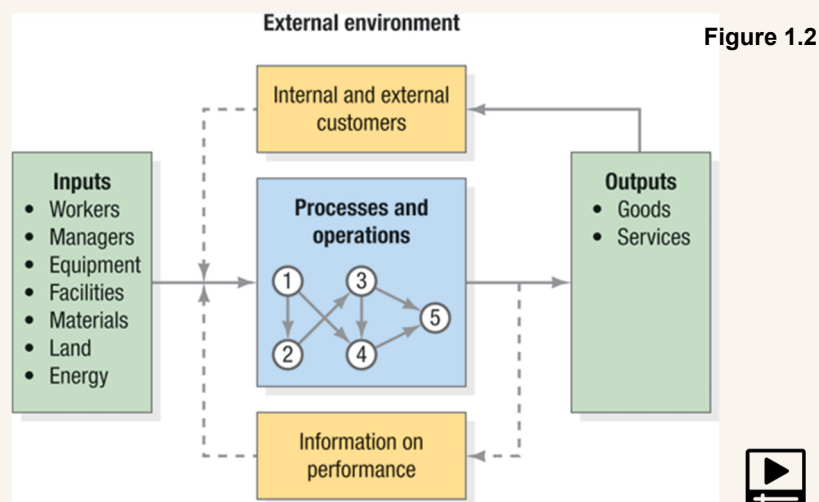 External environment
Figure 1.2
Internal and external
customers
Inputs
• Workers
• Managers
• Equipment
• Facilities
• Materials
• Land
• Energy
Processes and
operations
1
3
5
2
4
Outputs
• Goods
• Services
Information on
performance